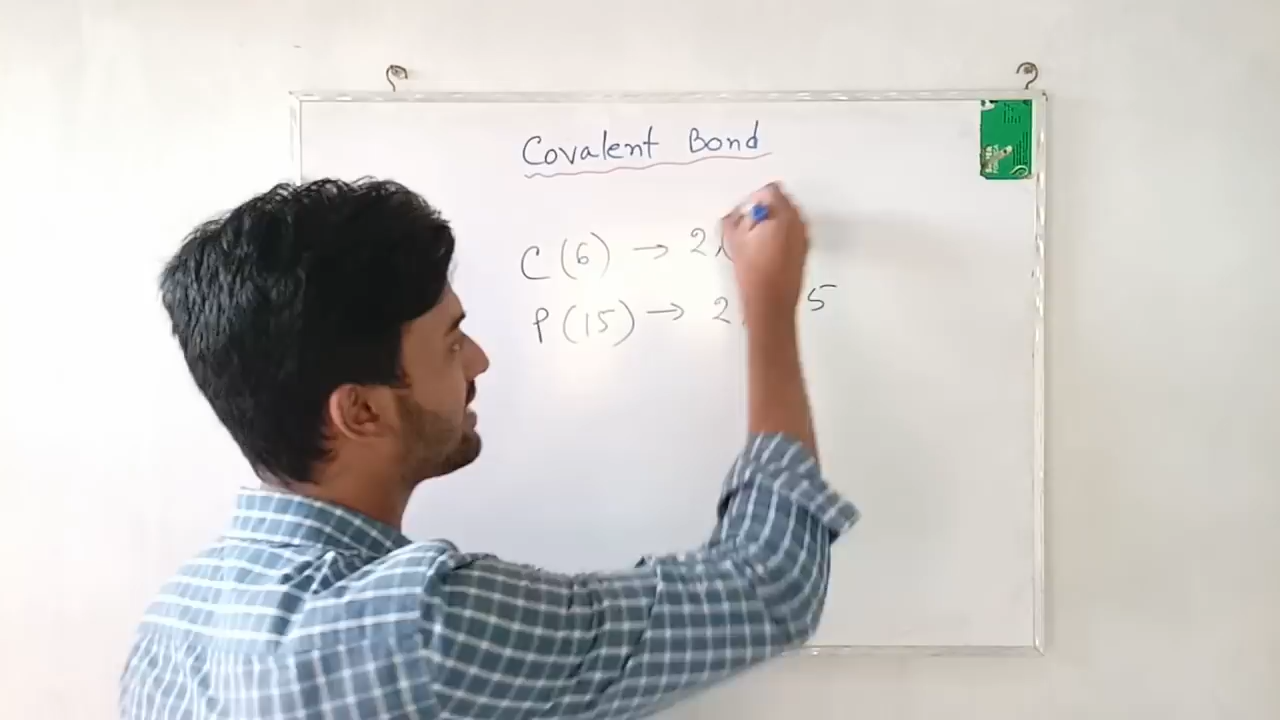 Covalent Bond
C (6) → 2,
P (15) → 2, 5